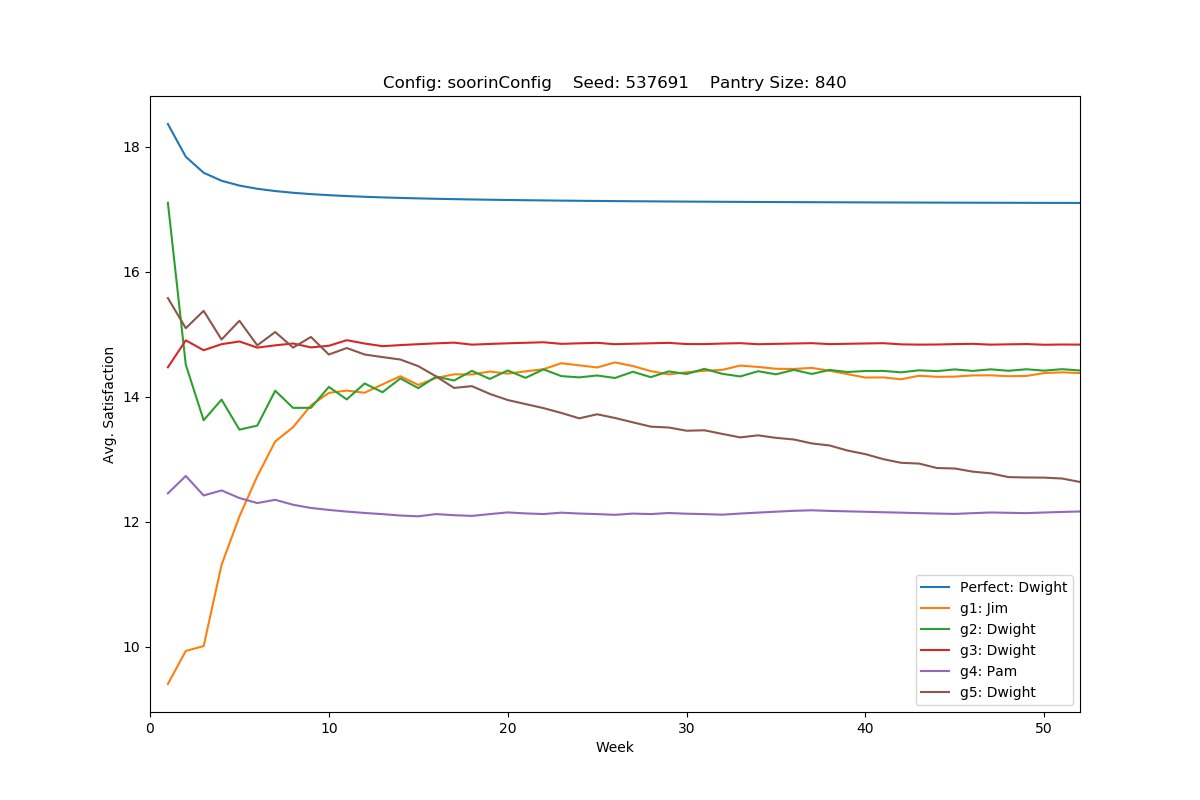 Config: soorinConfig    Seed: 537691    Pantry Size: 840
Avg. Satisfaction
18
16
14
12
10
0
10
20
30
40
50
Week
Perfect: Dwight
g1: Jim
g2: Dwight
g3: Dwight
g4: Pam
g5: Dwight